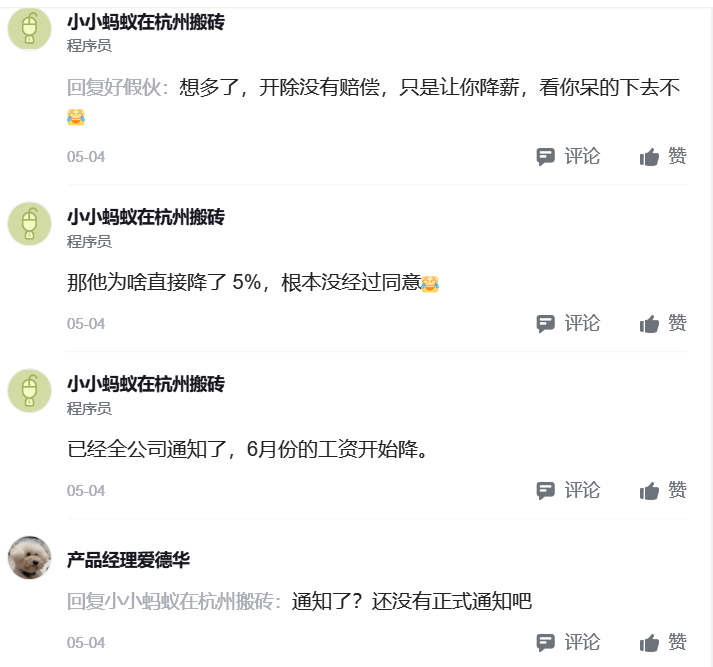 小小蚂蚁在杭州搬砖
程序员
回复好假伙：想多了，开除没有赔偿，只是让你降薪，看你呆的下去不
😂
05-04 评论 赞
小小蚂蚁在杭州搬砖
程序员
那他为啥直接降了 5%，根本没经过同意😂
05-04 评论 赞
小小蚂蚁在杭州搬砖
程序员
已经全公司通知了，6月份的工资开始降。
05-04 评论 赞
产品经理爱德华
回复小小蚂蚁在杭州搬砖：通知了？还没有正式通知吧
05-04 评论 赞